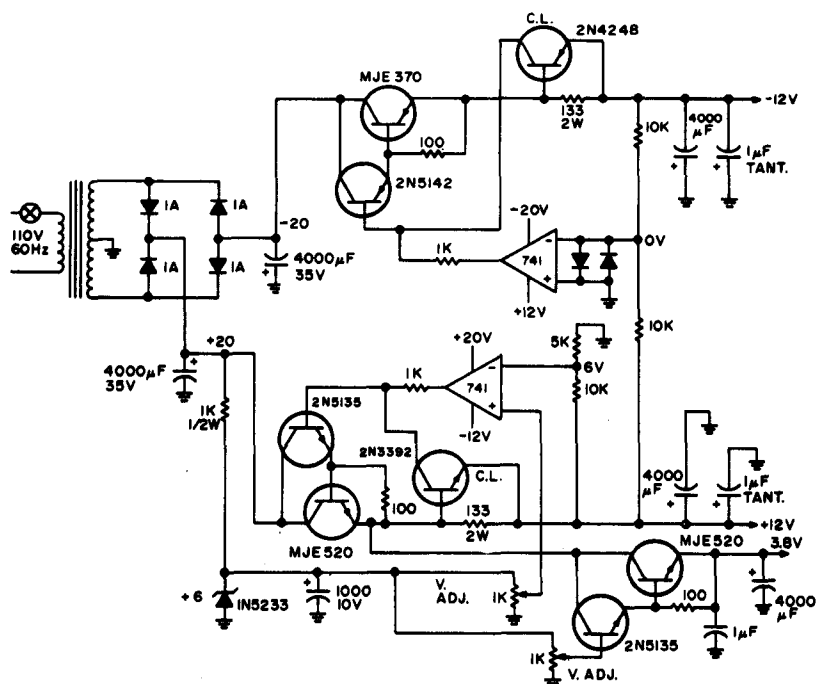 C.L.
2N4248
MJE 370
-12V
133
2W
4000
μF
10K
1μF
TANT.
100
2N5142
1A
1A
-20
110V
60Hz
1A
1A
4000μF
35V
-20V
1K
741
-
+
0V
+12V
+20
4000μF
35V
1K
1/2W
10K
5K
+20V
6V
1K
741
-
+
10K
-12V
2N5135
2N3392
C.L.
4000
μF
1μF
TANT.
100
133
2W
+12V
MJE520
MJE520
3.8V
+6
1N5233
1000
10V
V.
ADJ.
1K
100
4000
μF
1μF
2N5135
1K
V. ADJ.